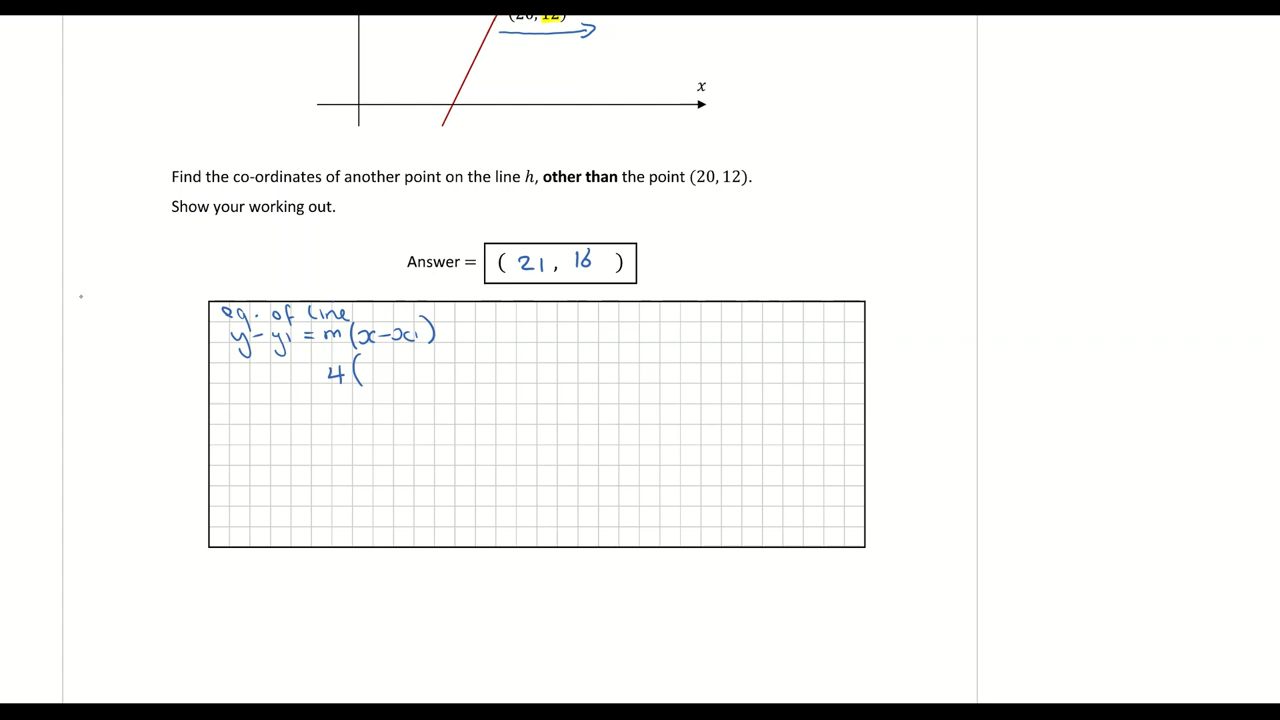 (20, 12)
x
Find the co-ordinates of another point on the line h, other than the point (20, 12).
Show your working out.
Answer = ( 21 , 16 )
eq. of line
y - y1 = m (x - x1)
4 (